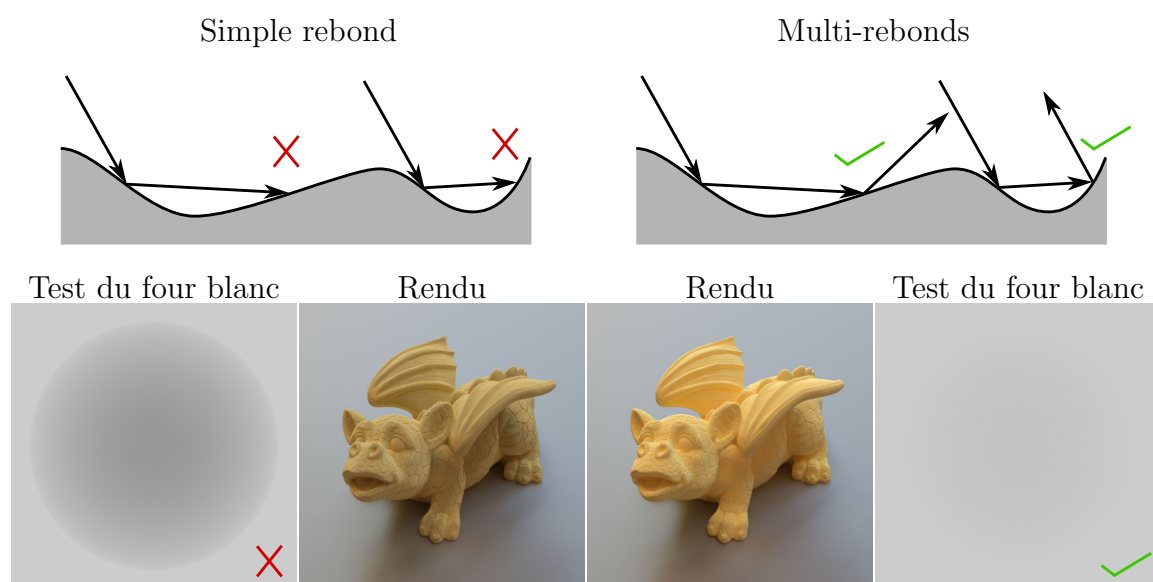 Simple rebond
Multi-rebonds
Test du four blanc
Rendu
Rendu
Test du four blanc